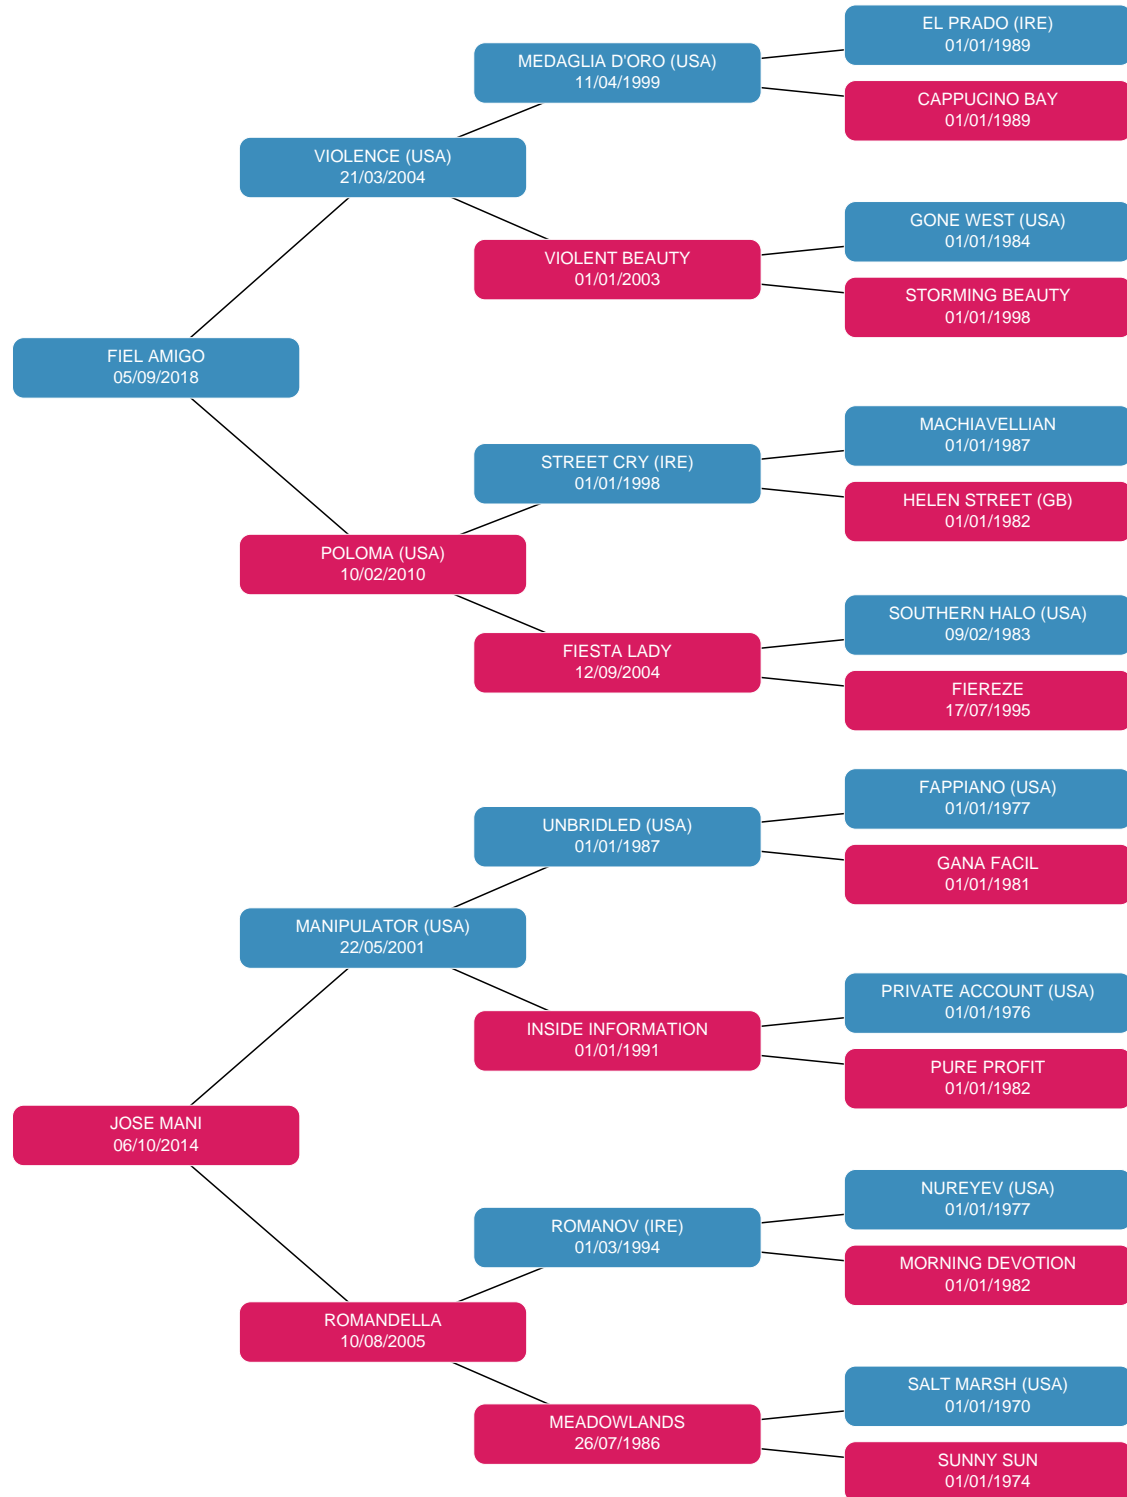 EL PRADO (IRE)
01/01/1989
MEDAGLIA D'ORO (USA)
11/04/1999
CAPPUCINO BAY
01/01/1989
VIOLENCE (USA)
21/03/2004
GONE WEST (USA)
01/01/1984
VIOLENT BEAUTY
01/01/2003
STORMING BEAUTY
01/01/1998
FIEL AMIGO
05/09/2018
MACHIAVELLIAN
01/01/1987
STREET CRY (IRE)
01/01/1998
HELEN STREET (GB)
01/01/1982
POLOMA (USA)
10/02/2010
SOUTHERN HALO (USA)
09/02/1983
FIESTA LADY
12/09/2004
FIEREZE
17/07/1995
FAPPIANO (USA)
01/01/1977
UNBRIDLED (USA)
01/01/1987
GANA FACIL
01/01/1981
MANIPULATOR (USA)
22/05/2001
PRIVATE ACCOUNT (USA)
01/01/1976
INSIDE INFORMATION
01/01/1991
PURE PROFIT
01/01/1982
JOSE MANI
06/10/2014
NUREYEV (USA)
01/01/1977
ROMANOV (IRE)
01/03/1994
MORNING DEVOTION
01/01/1982
ROMANDELLA
10/08/2005
SALT MARSH (USA)
01/01/1970
MEADOWLANDS
26/07/1986
SUNNY SUN
01/01/1974